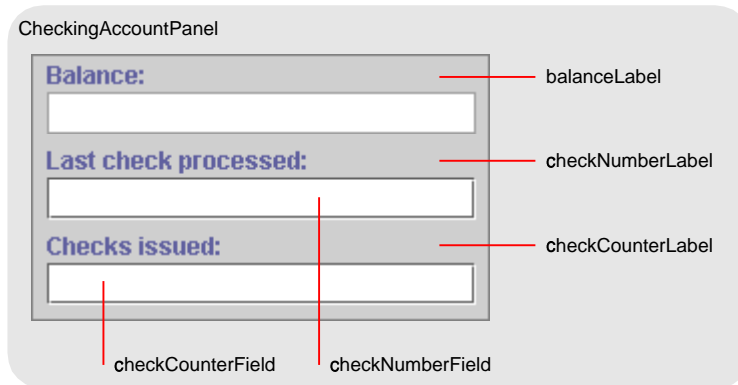 CheckingAccountPanel
Balance:
balanceLabel
Last check processed:
checkNumberLabel
Checks issued:
checkCounterLabel
checkCounterField
checkNumberField